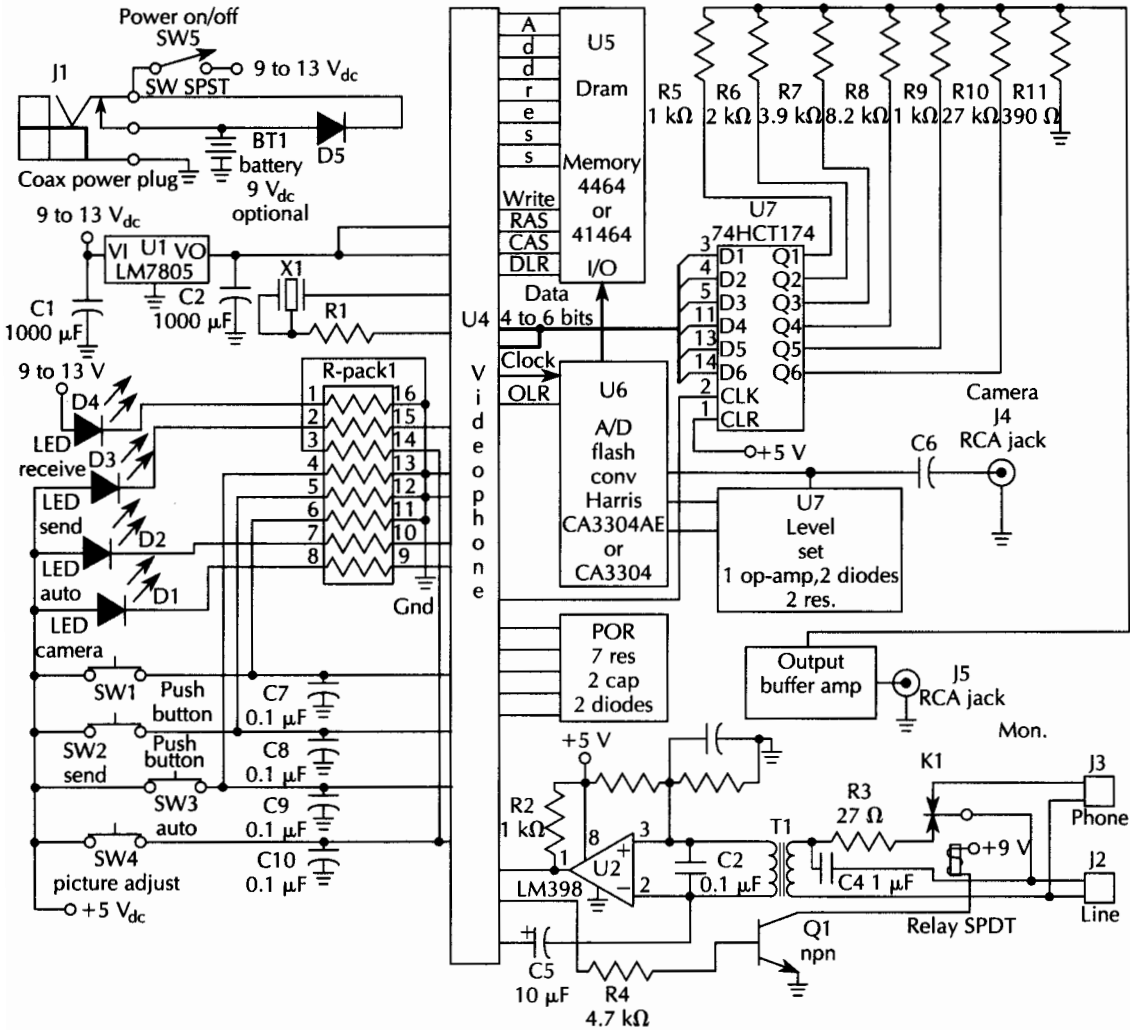 Power on/off
SW5
9 to 13 Vdc
SW SPST
J1
BT1
battery
9 Vdc
optional
D5
Coax power plug
9 to 13 Vdc
VI U1 VO
LM7805
C1
1000 µF
C2
1000 µF
X1
R1
9 to 13 V
D4
LED
receive
D3
LED
send
D2
LED
auto
D1
LED
camera
R-pack1
1 16
2 15
3 14
4 13
5 12
6 11
7 10
8 9
Gnd
SW1
Push
button
C7
0.1 µF
SW2
send
Push
button
C8
0.1 µF
SW3
auto
C9
0.1 µF
SW4
picture adjust
C10
0.1 µF
+5 Vdc
U4
V
i
d
e
o
p
h
o
n
e
A
d
d
r
e
s
s
Write
RAS
CAS
DLR
U5
Dram
Memory
4464
or
41464
I/O
Data
4 to 6 bits
Clock
OLR
U6
A/D
flash
conv
Harris
CA3304AE
or
CA3304
R5
1 kΩ
R6
2 kΩ
R7
3.9 kΩ
R8
8.2 kΩ
R9
1 kΩ
R10
27 kΩ
R11
390 Ω
U7
74HCT174
3 D1 Q1
4 D2 Q2
5 D3 Q3
11 D4 Q4
13 D5 Q5
14 D6 Q6
2 CLK
1 CLR
+5 V
Camera
J4
RCA jack
C6
U7
Level
set
1 op-amp,2 diodes
2 res.
POR
7 res
2 cap
2 diodes
Output
buffer amp
J5
RCA jack
Mon.
+5 V
R2
1 kΩ
8
3
1
+
U2
−
2
LM398
C2
0.1 µF
T1
R3
27 Ω
C4 1 µF
K1
+9 V
J3
Phone
J2
Line
Relay SPDT
Q1
npn
+
C5
10 µF
R4
4.7 kΩ